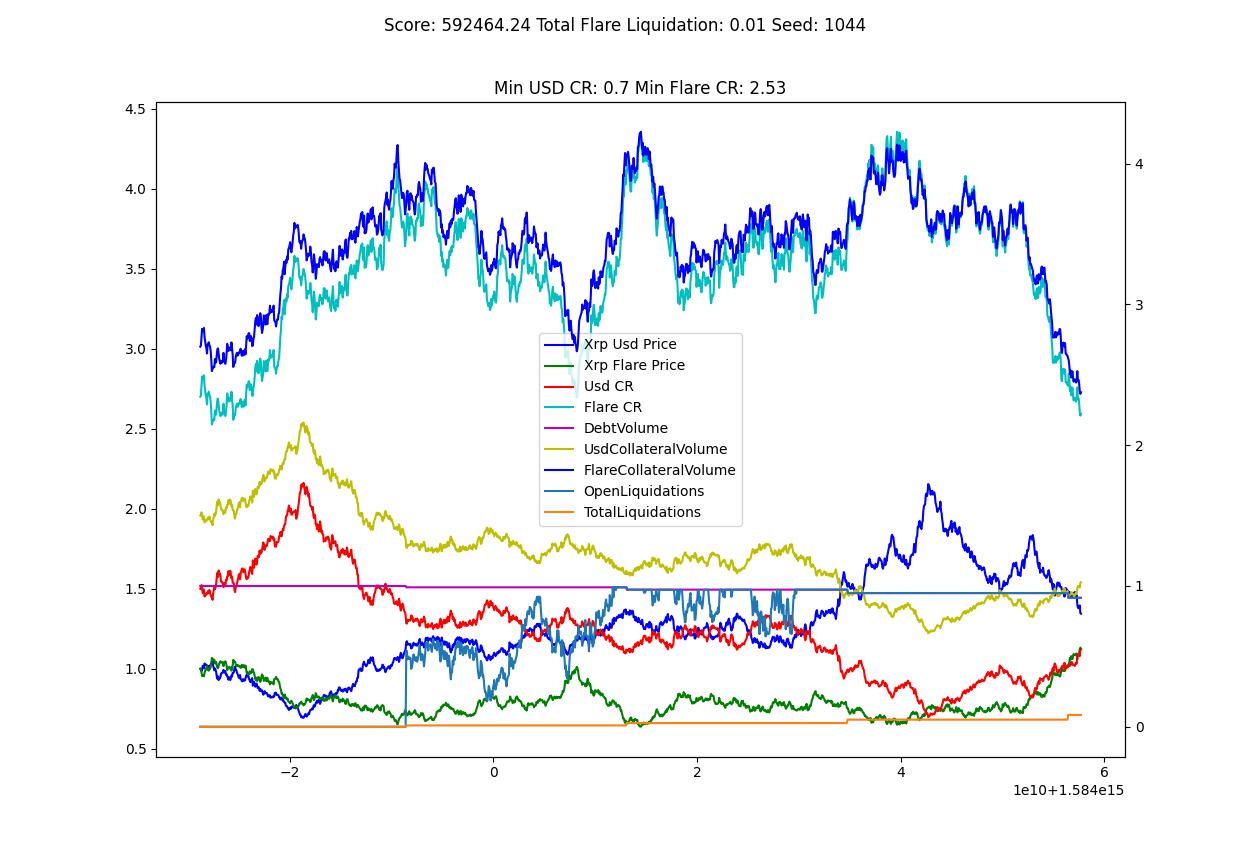 Score: 592464.24 Total Flare Liquidation: 0.01 Seed: 1044
Min USD CR: 0.7 Min Flare CR: 2.53
4.5
4.0
3.5
3.0
2.5
2.0
1.5
1.0
0.5
4
3
2
1
0
Xrp Usd Price
Xrp Flare Price
Usd CR
Flare CR
DebtVolume
UsdCollateralVolume
FlareCollateralVolume
OpenLiquidations
TotalLiquidations
−2 0 2 4 6
1e10+1.584e15